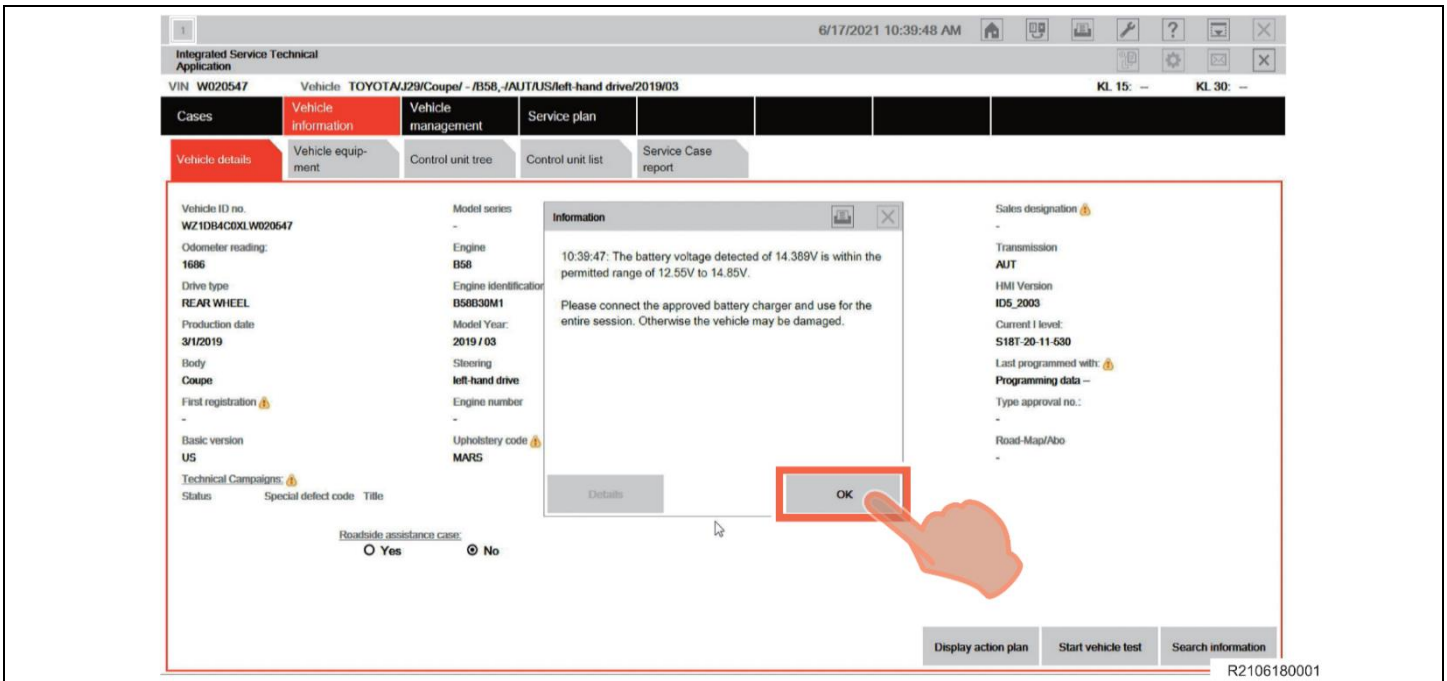 1
6/17/2021 10:39:48 AM
?
Integrated Service Technical
Application
VIN W020547 Vehicle TOYOTA/J29/Coupe/ - /B58,-/AUT/US/left-hand drive/2019/03 KL 15: -- KL 30: --
Cases
Vehicle
information
Vehicle
management
Service plan
Vehicle details
Vehicle equip-
ment
Control unit tree
Control unit list
Service Case
report
Vehicle ID no.
WZ1DB4C0XLW020547
Odometer reading:
1686
Drive type
REAR WHEEL
Production date
3/1/2019
Body
Coupe
First registration
-
Basic version
US
Technical Campaigns:
Status Special defect code Title
Roadside assistance case:
Yes No
Model series
-
Engine
B58
Engine identification
B58B30M1
Model Year:
2019 / 03
Steering
left-hand drive
Engine number
-
Upholstery code
MARS
Information
10:39:47: The battery voltage detected of 14.389V is within the
permitted range of 12.55V to 14.85V.
Please connect the approved battery charger and use for the
entire session. Otherwise the vehicle may be damaged.
Details
OK
Sales designation
-
Transmission
AUT
HMI Version
ID5_2003
Current I level:
S18T-20-11-530
Last programmed with:
Programming data --
Type approval no.:
-
Road-Map/Abo
-
Display action plan
Start vehicle test
Search information
R2106180001